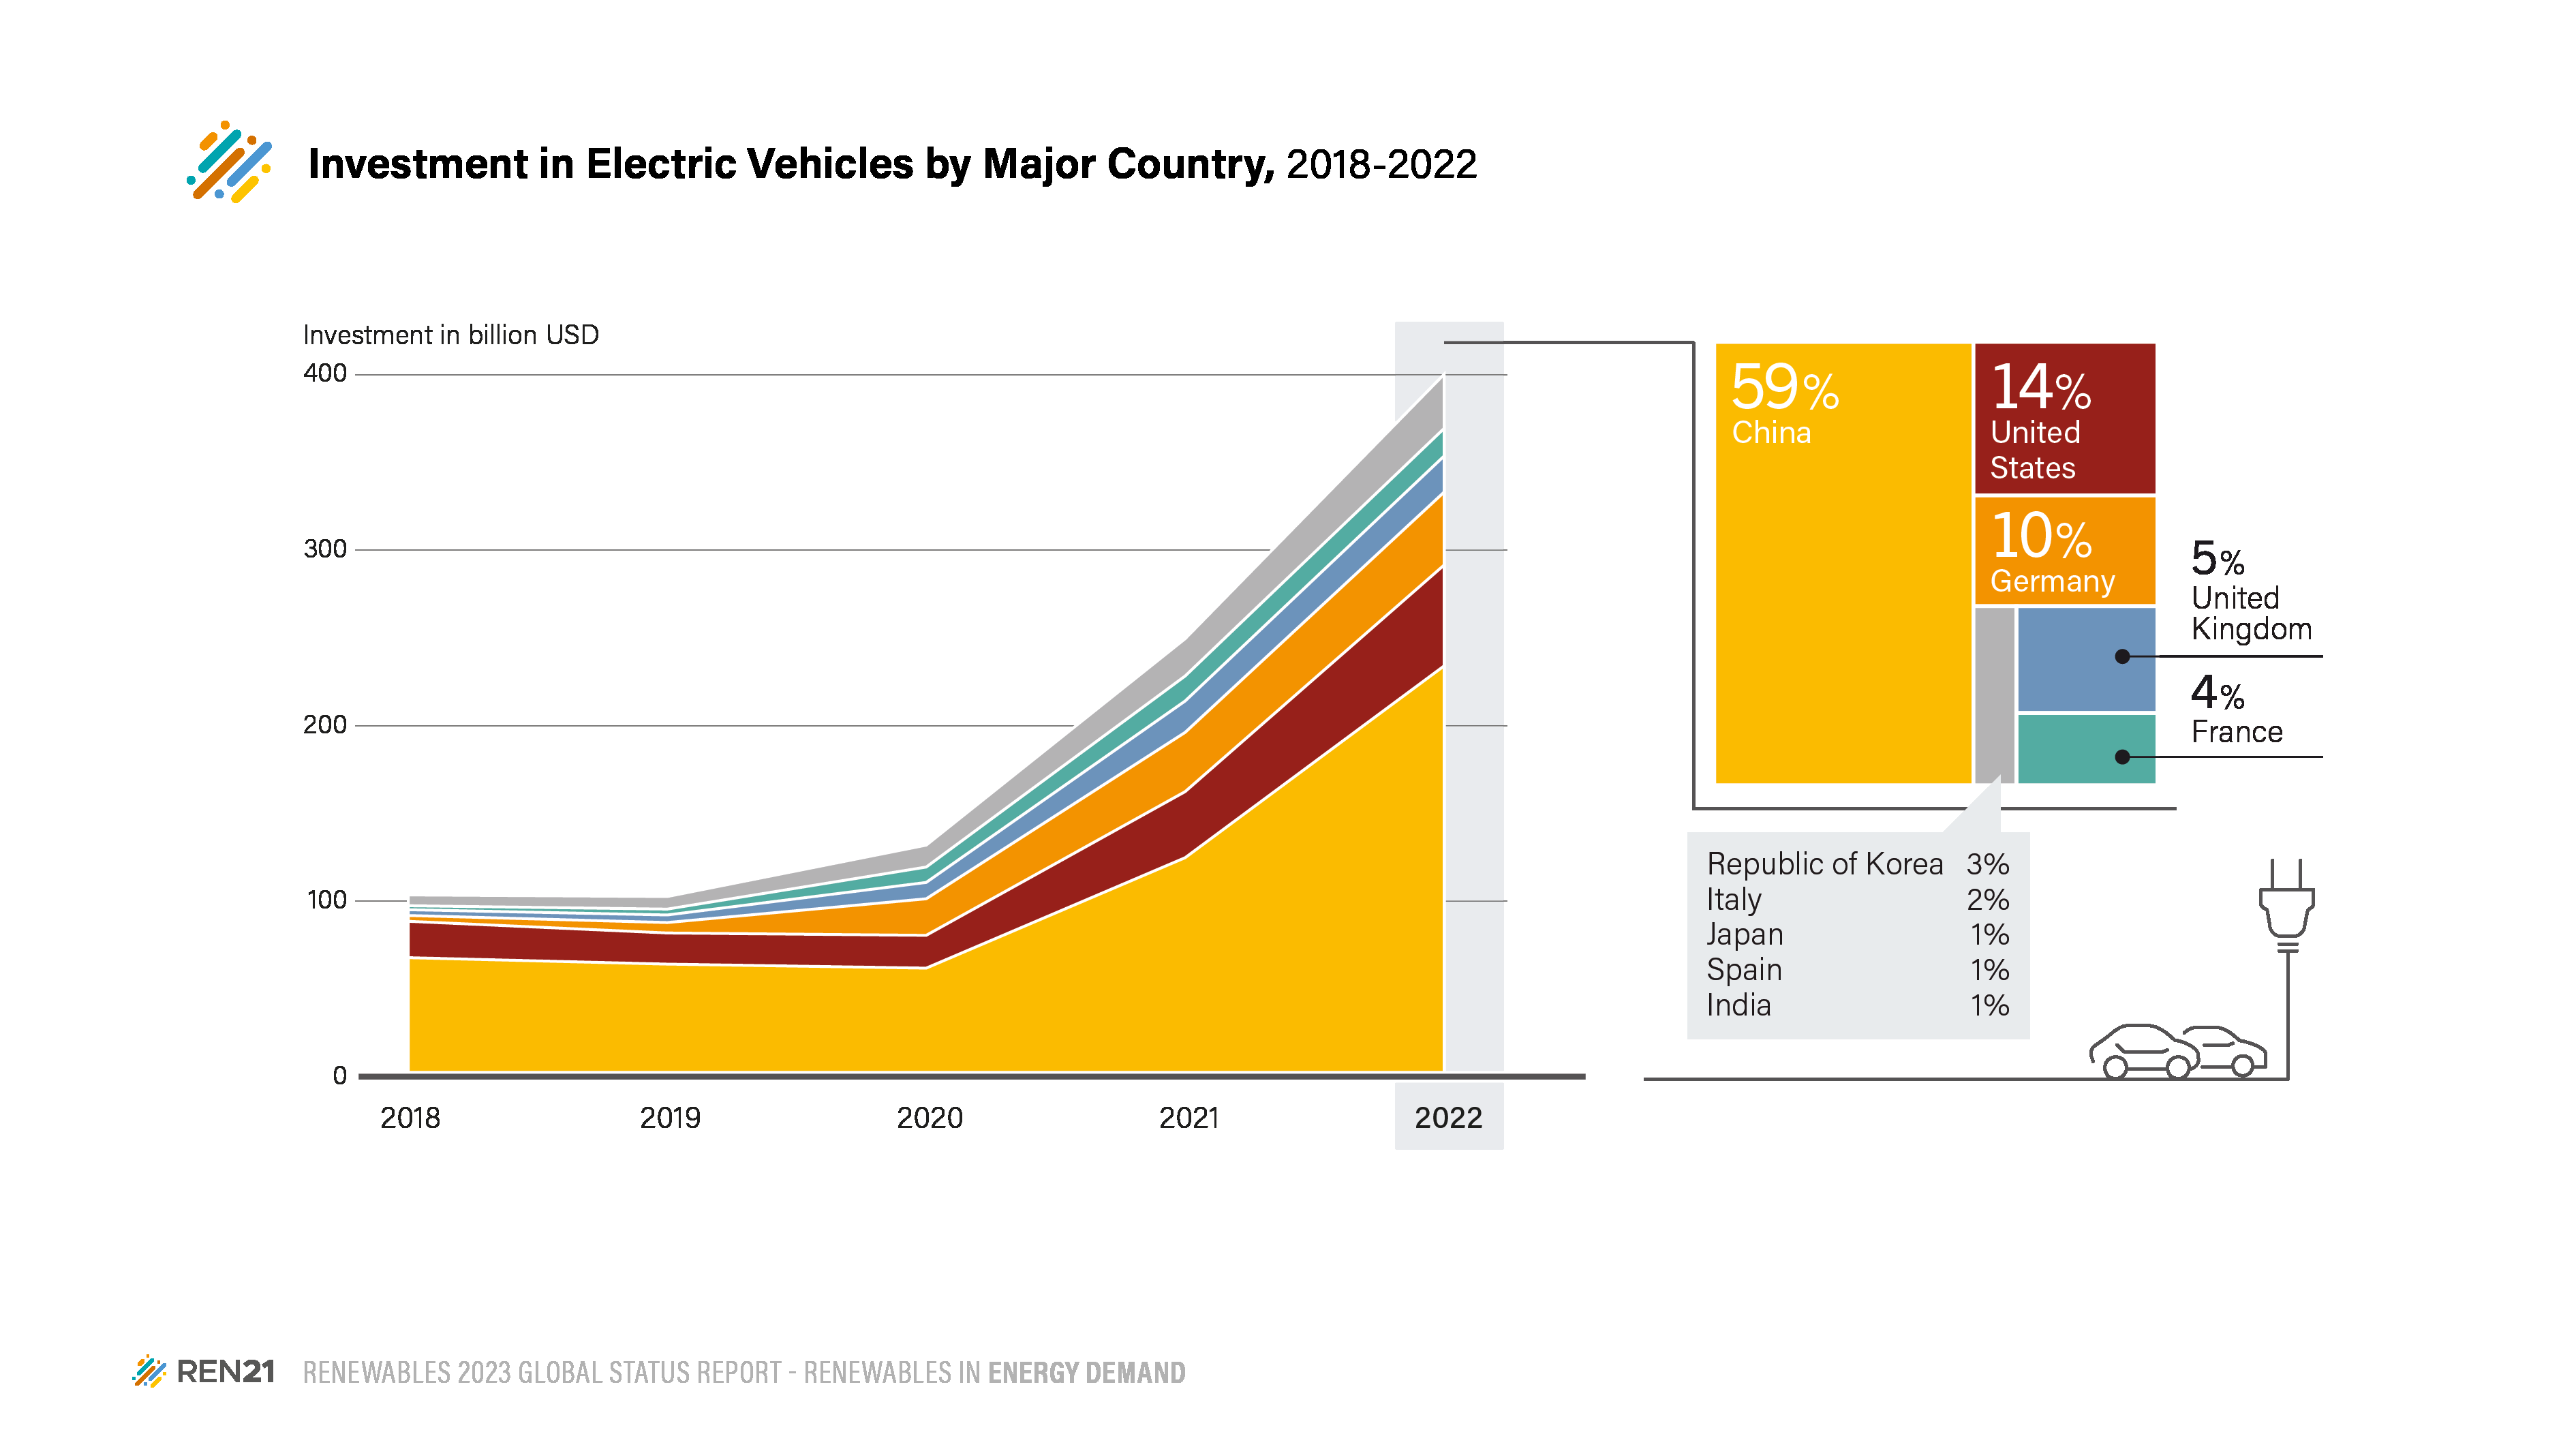 Investment in Electric Vehicles by Major Country, 2018-2022
Investment in billion USD
400
300
200
100
0
2018 2019 2020 2021 2022
59%
China
14%
United
States
10%
Germany
5%
United
Kingdom
4%
France
Republic of Korea 3%
Italy 2%
Japan 1%
Spain 1%
India 1%
REN21 RENEWABLES 2023 GLOBAL STATUS REPORT - RENEWABLES IN ENERGY DEMAND